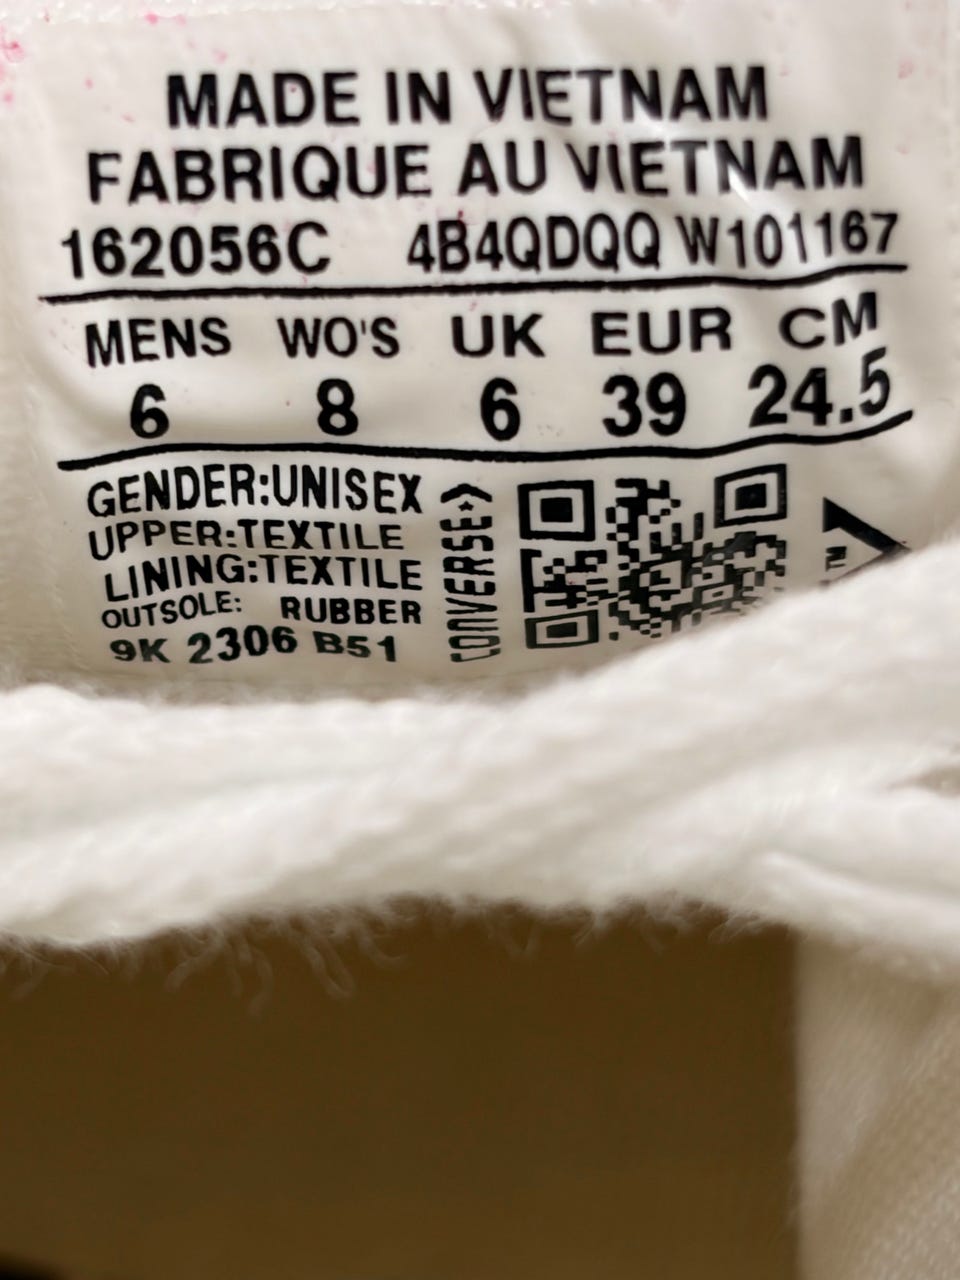 MADE IN VIETNAM
FABRIQUE AU VIETNAM
162056C 4B4QDQQ W101167
MENS WO'S UK EUR CM
6 8 6 39 24.5
GENDER:UNISEX
UPPER:TEXTILE
LINING:TEXTILE
OUTSOLE: RUBBER
9K 2306 B51
CONVERSE